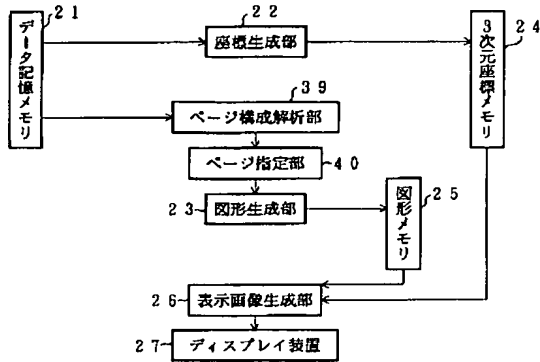 21
データ記憶メモリ
22
座標生成部
3次元座標メモリ
24
39
ページ構成解析部
ページ指定部
40
23
図形生成部
25
図形メモリ
26
表示画像生成部
27
ディスプレイ装置